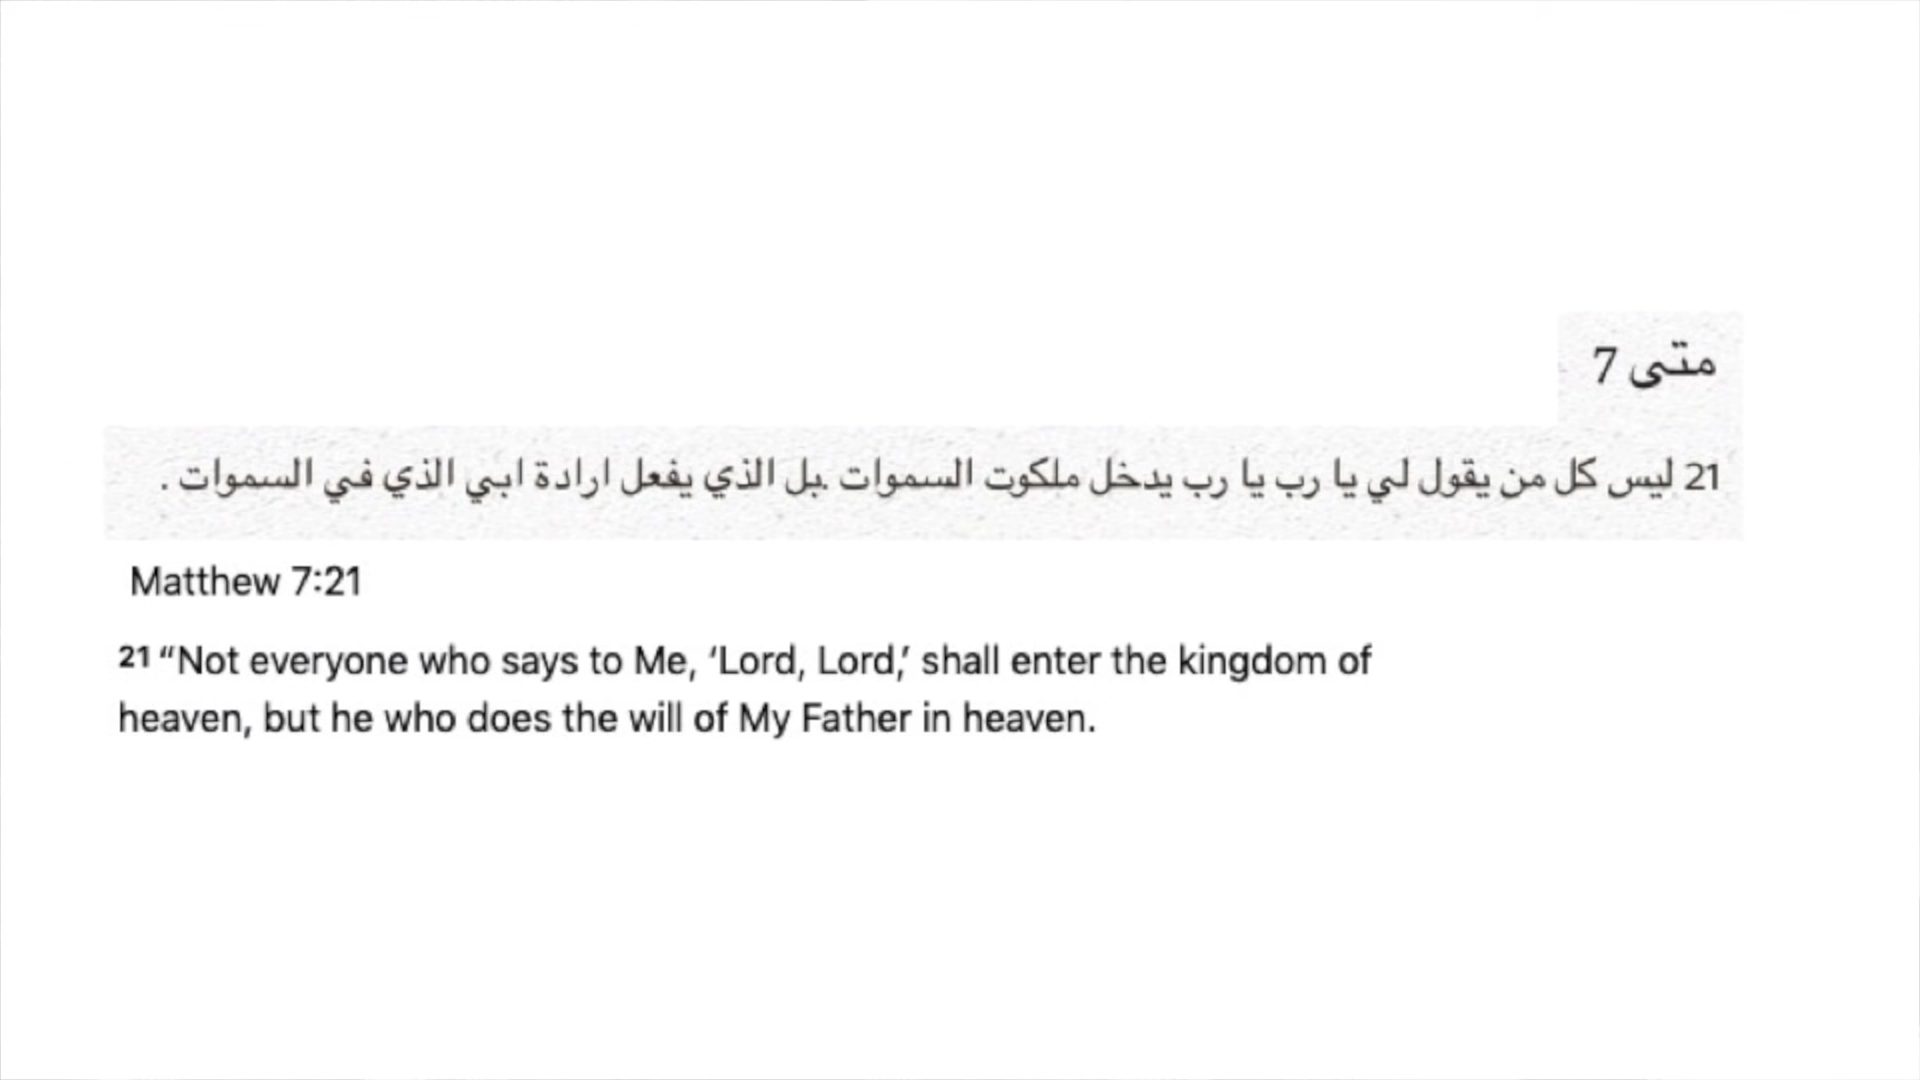 متى 7
21 ليس كل من يقول لي يا رب يا رب يدخل ملكوت السموات .بل الذي يفعل ارادة ابي الذي في السموات .
Matthew 7:21
21 “Not everyone who says to Me, ‘Lord, Lord,’ shall enter the kingdom of
heaven, but he who does the will of My Father in heaven.